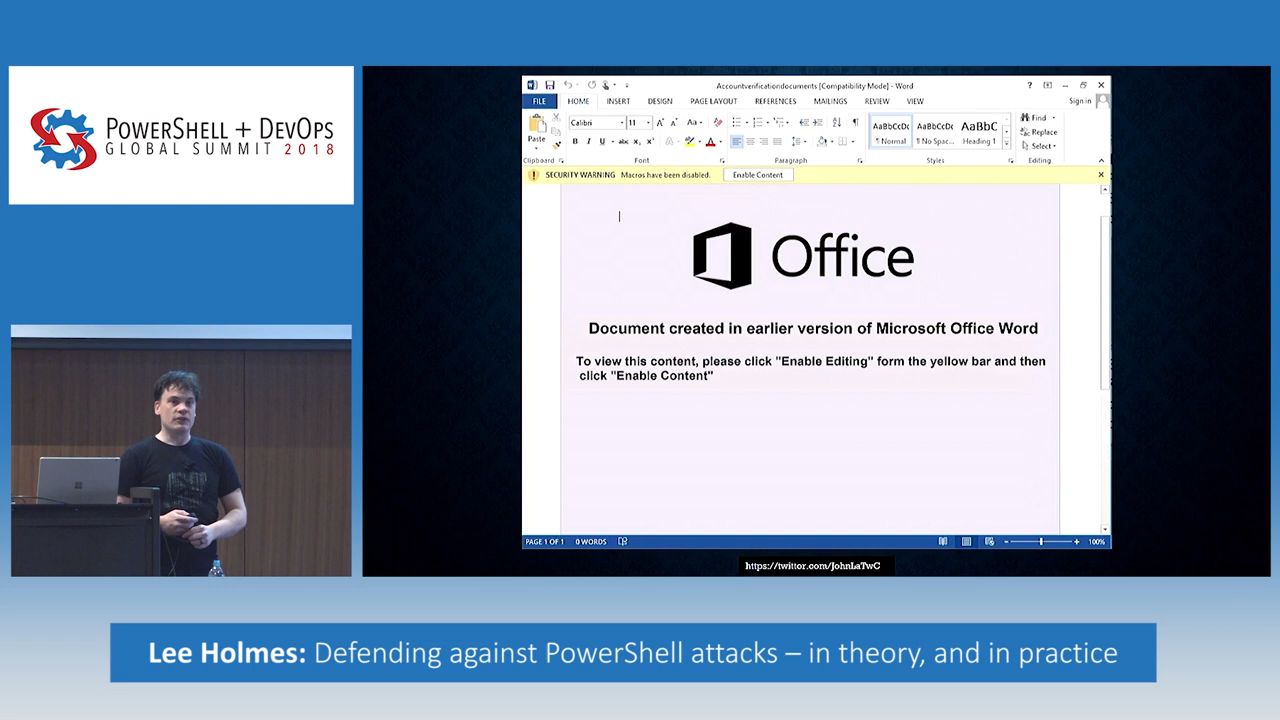 POWERSHELL + DEVOPS
GLOBAL SUMMIT 2018
Accountverificationdocuments [Compatibility Mode] - Word
FILE HOME INSERT DESIGN PAGE LAYOUT REFERENCES MAILINGS REVIEW VIEW Sign in
Paste
Calibri 11
AaBbCcDc AaBbCcDc AaBbC
¶ Normal ¶ No Spac... Heading 1
Find
Replace
Select
Clipboard Font Paragraph Styles Editing
SECURITY WARNING Macros have been disabled. Enable Content
Office
Document created in earlier version of Microsoft Office Word
To view this content, please click "Enable Editing" form the yellow bar and then
click "Enable Content"
PAGE 1 OF 1 0 WORDS 100%
https://twitter.com/JohnLaTwC
Lee Holmes: Defending against PowerShell attacks – in theory, and in practice